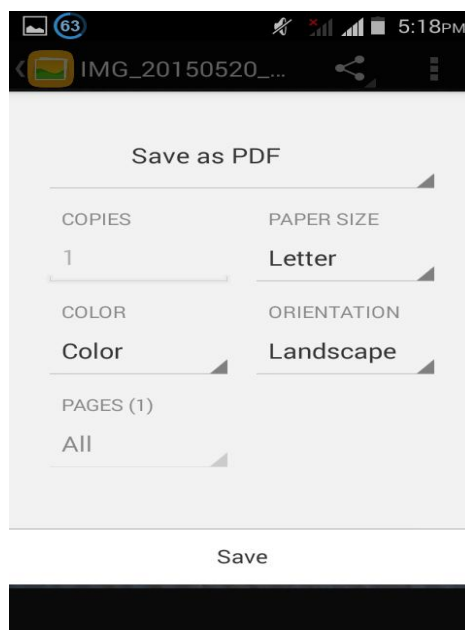 63 5:18PM
IMG_20150520_...
Save as PDF
COPIES PAPER SIZE
1 Letter
COLOR ORIENTATION
Color Landscape
PAGES (1)
All
Save